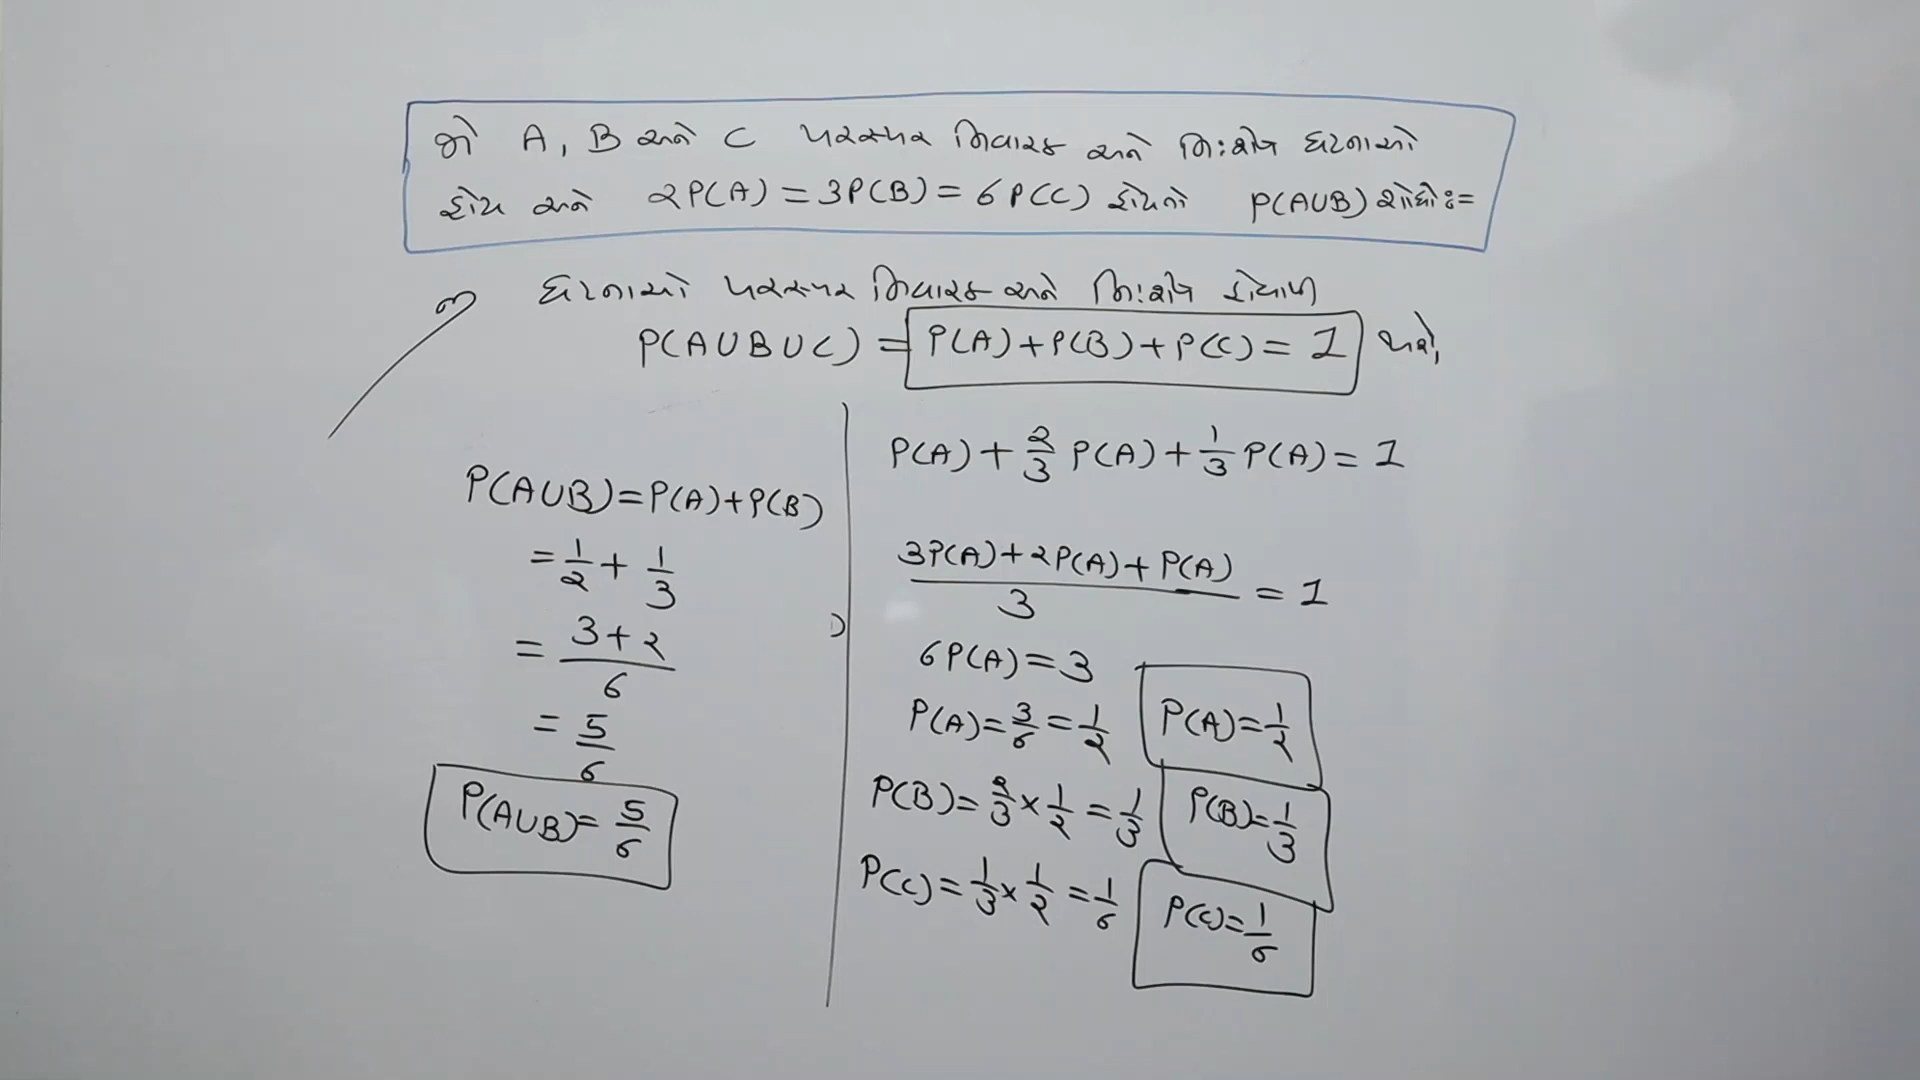 જો A, B અને C પરસ્પર નિવારક અને નિઃશેષ ઘટનાઓ
હોય અને 2P(A) = 3P(B) = 6P(C) હોયતો P(AUB) શોધો:=
ઘટનાઓ પરસ્પર નિવારક અને નિઃશેષ હોવાથી
P(AUBUC) = P(A)+P(B)+P(C) = 1 થશે,
P(AUB)=P(A)+P(B)
= 1/2 + 1/3
= 3+2/6
= 5/6
P(AUB)= 5/6
P(A)+ 2/3 P(A)+ 1/3 P(A)= 1
3P(A)+2P(A)+P(A)/3 = 1
6P(A)=3
P(A)= 3/6 = 1/2 P(A)= 1/2
P(B)= 2/3 × 1/2 = 1/3 P(B)= 1/3
P(C)= 1/3 × 1/2 = 1/6 P(C)= 1/6